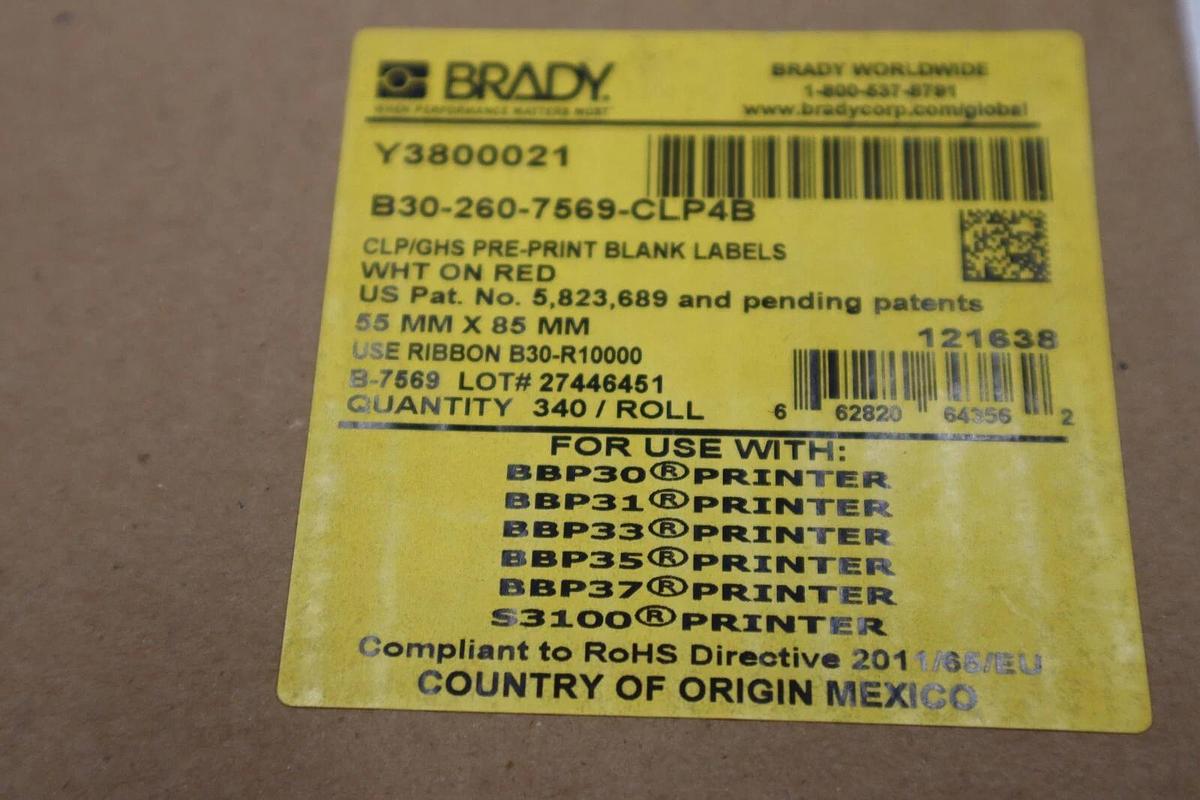 BRADY
WHEN PERFORMANCE MATTERS MOST
BRADY WORLDWIDE
1-800-537-8791
www.bradycorp.com/global
Y3800021
B30-260-7569-CLP4B
CLP/GHS PRE-PRINT BLANK LABELS
WHT ON RED
US Pat. No. 5,823,689 and pending patents
55 MM X 85 MM
121638
USE RIBBON B30-R10000
B-7569 LOT# 27446451
QUANTITY 340 / ROLL
6 62820 64356 2
FOR USE WITH:
BBP30®PRINTER
BBP31®PRINTER
BBP33®PRINTER
BBP35®PRINTER
BBP37®PRINTER
S3100®PRINTER
Compliant to RoHS Directive 2011/65/EU
COUNTRY OF ORIGIN MEXICO